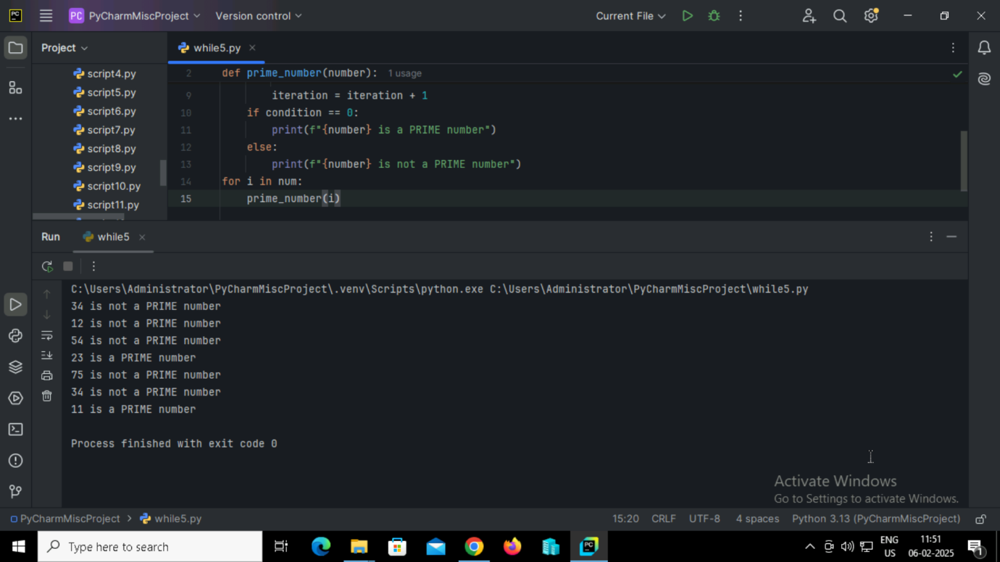 PC PyCharmMiscProject Version control Current File
Project while5.py
script4.py
script5.py
script6.py
script7.py
script8.py
script9.py
script10.py
script11.py
2 def prime_number(number): 1 usage
9 iteration = iteration + 1
10 if condition == 0:
11 print(f"{number} is a PRIME number")
12 else:
13 print(f"{number} is not a PRIME number")
14 for i in num:
15 prime_number(i)
Run while5
C:\Users\Administrator\PyCharmMiscProject\.venv\Scripts\python.exe C:\Users\Administrator\PyCharmMiscProject\while5.py
34 is not a PRIME number
12 is not a PRIME number
54 is not a PRIME number
23 is a PRIME number
75 is not a PRIME number
34 is not a PRIME number
11 is a PRIME number
Process finished with exit code 0
Activate Windows
Go to Settings to activate Windows.
PyCharmMiscProject > while5.py 15:20 CRLF UTF-8 4 spaces Python 3.13 (PyCharmMiscProject)
Type here to search PC ENG 11:51
US 06-02-2025 1